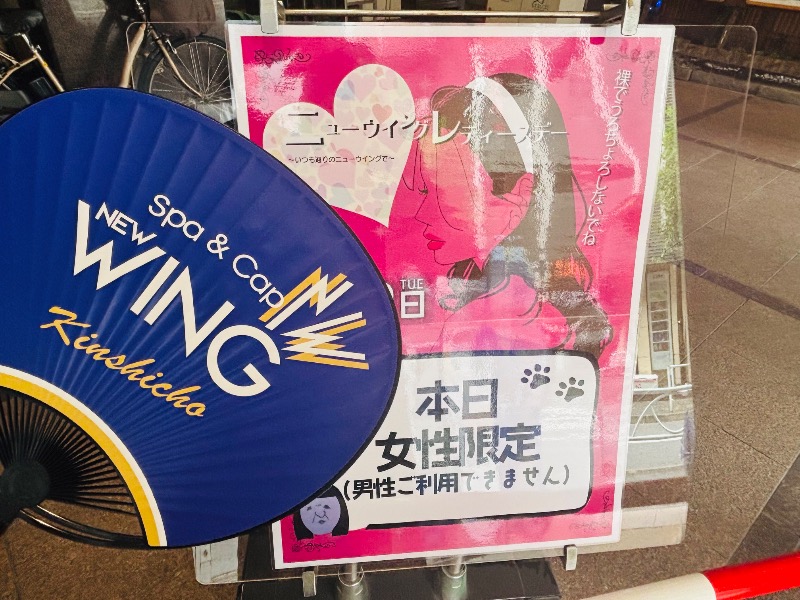 Spa & Cap
NEW
WING
NW
Kinshicho
ニューウイングレディースデー
～いつも通りのニューウイングで～
裸でうろちょろしないでね
TUE
日
本日
女性限定
(男性ご利用できません)